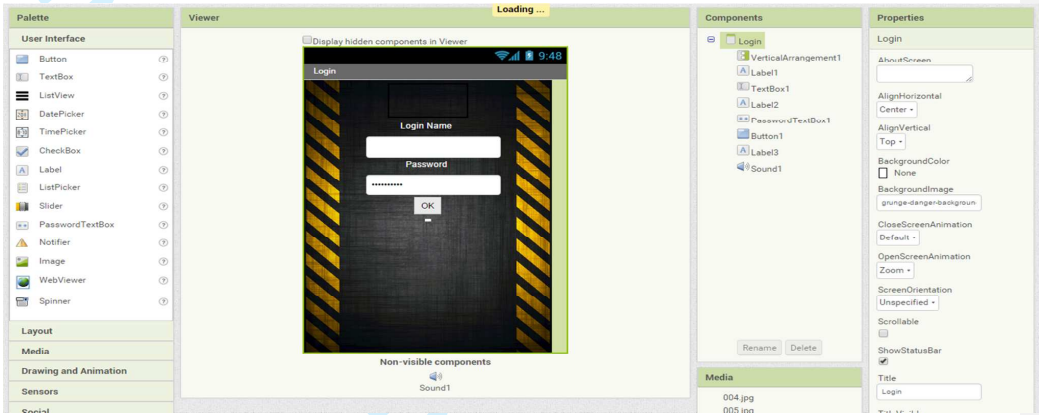 Loading ...
Palette
User Interface
Button
TextBox
ListView
DatePicker
TimePicker
CheckBox
Label
ListPicker
Slider
PasswordTextBox
Notifier
Image
WebViewer
Spinner
Layout
Media
Drawing and Animation
Sensors
Social
Viewer
Display hidden components in Viewer
9:48
Login
Login Name
Password
OK
Non-visible components
Sound1
Components
Login
VerticalArrangement1
Label1
TextBox1
Label2
PasswordTextBox1
Button1
Label3
Sound1
Rename Delete
Media
004.jpg
005.jpg
Properties
Login
AboutScreen
AlignHorizontal
Center
AlignVertical
Top
BackgroundColor
None
BackgroundImage
grunge-danger-backgroun
CloseScreenAnimation
Default
OpenScreenAnimation
Zoom
ScreenOrientation
Unspecified
Scrollable
ShowStatusBar
Title
Login
TitleVisible